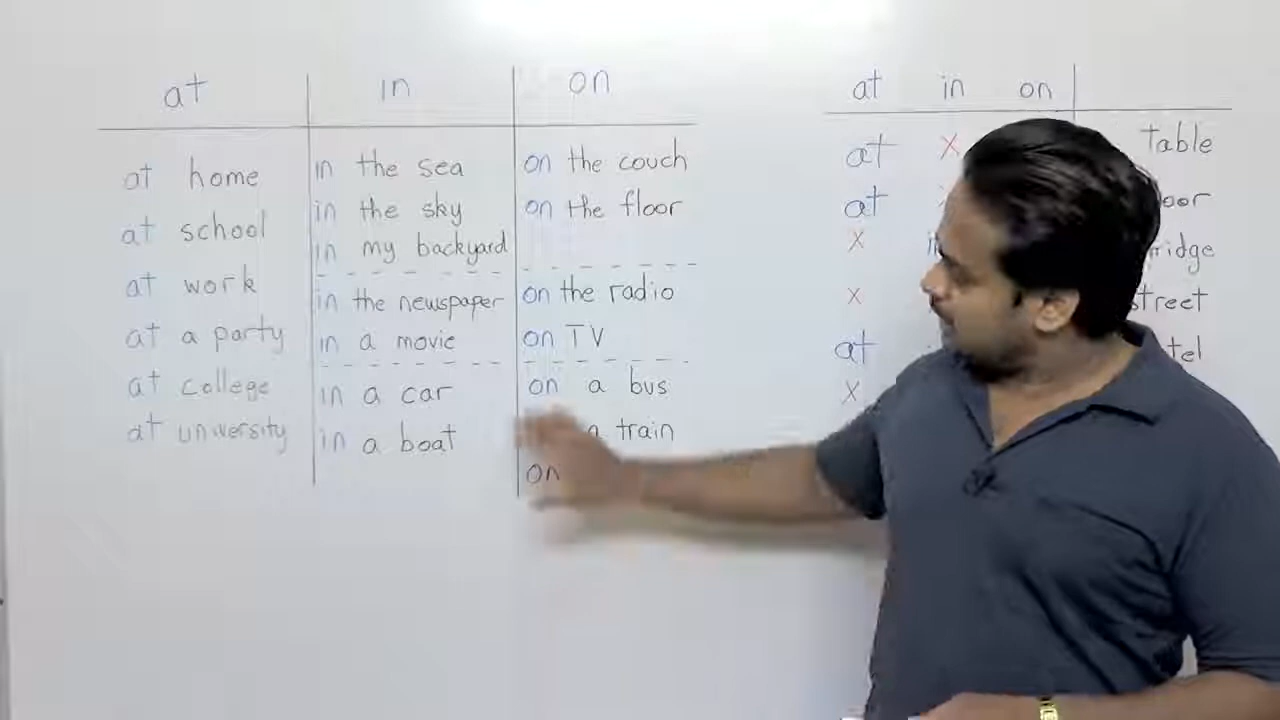 at in on
at home in the sea on the couch
at school in the sky on the floor
in my backyard
at work in the newspaper on the radio
at a party in a movie on TV
at college in a car on a bus
at university in a boat a train
on
at in on
at X table
at
X
X
at
X